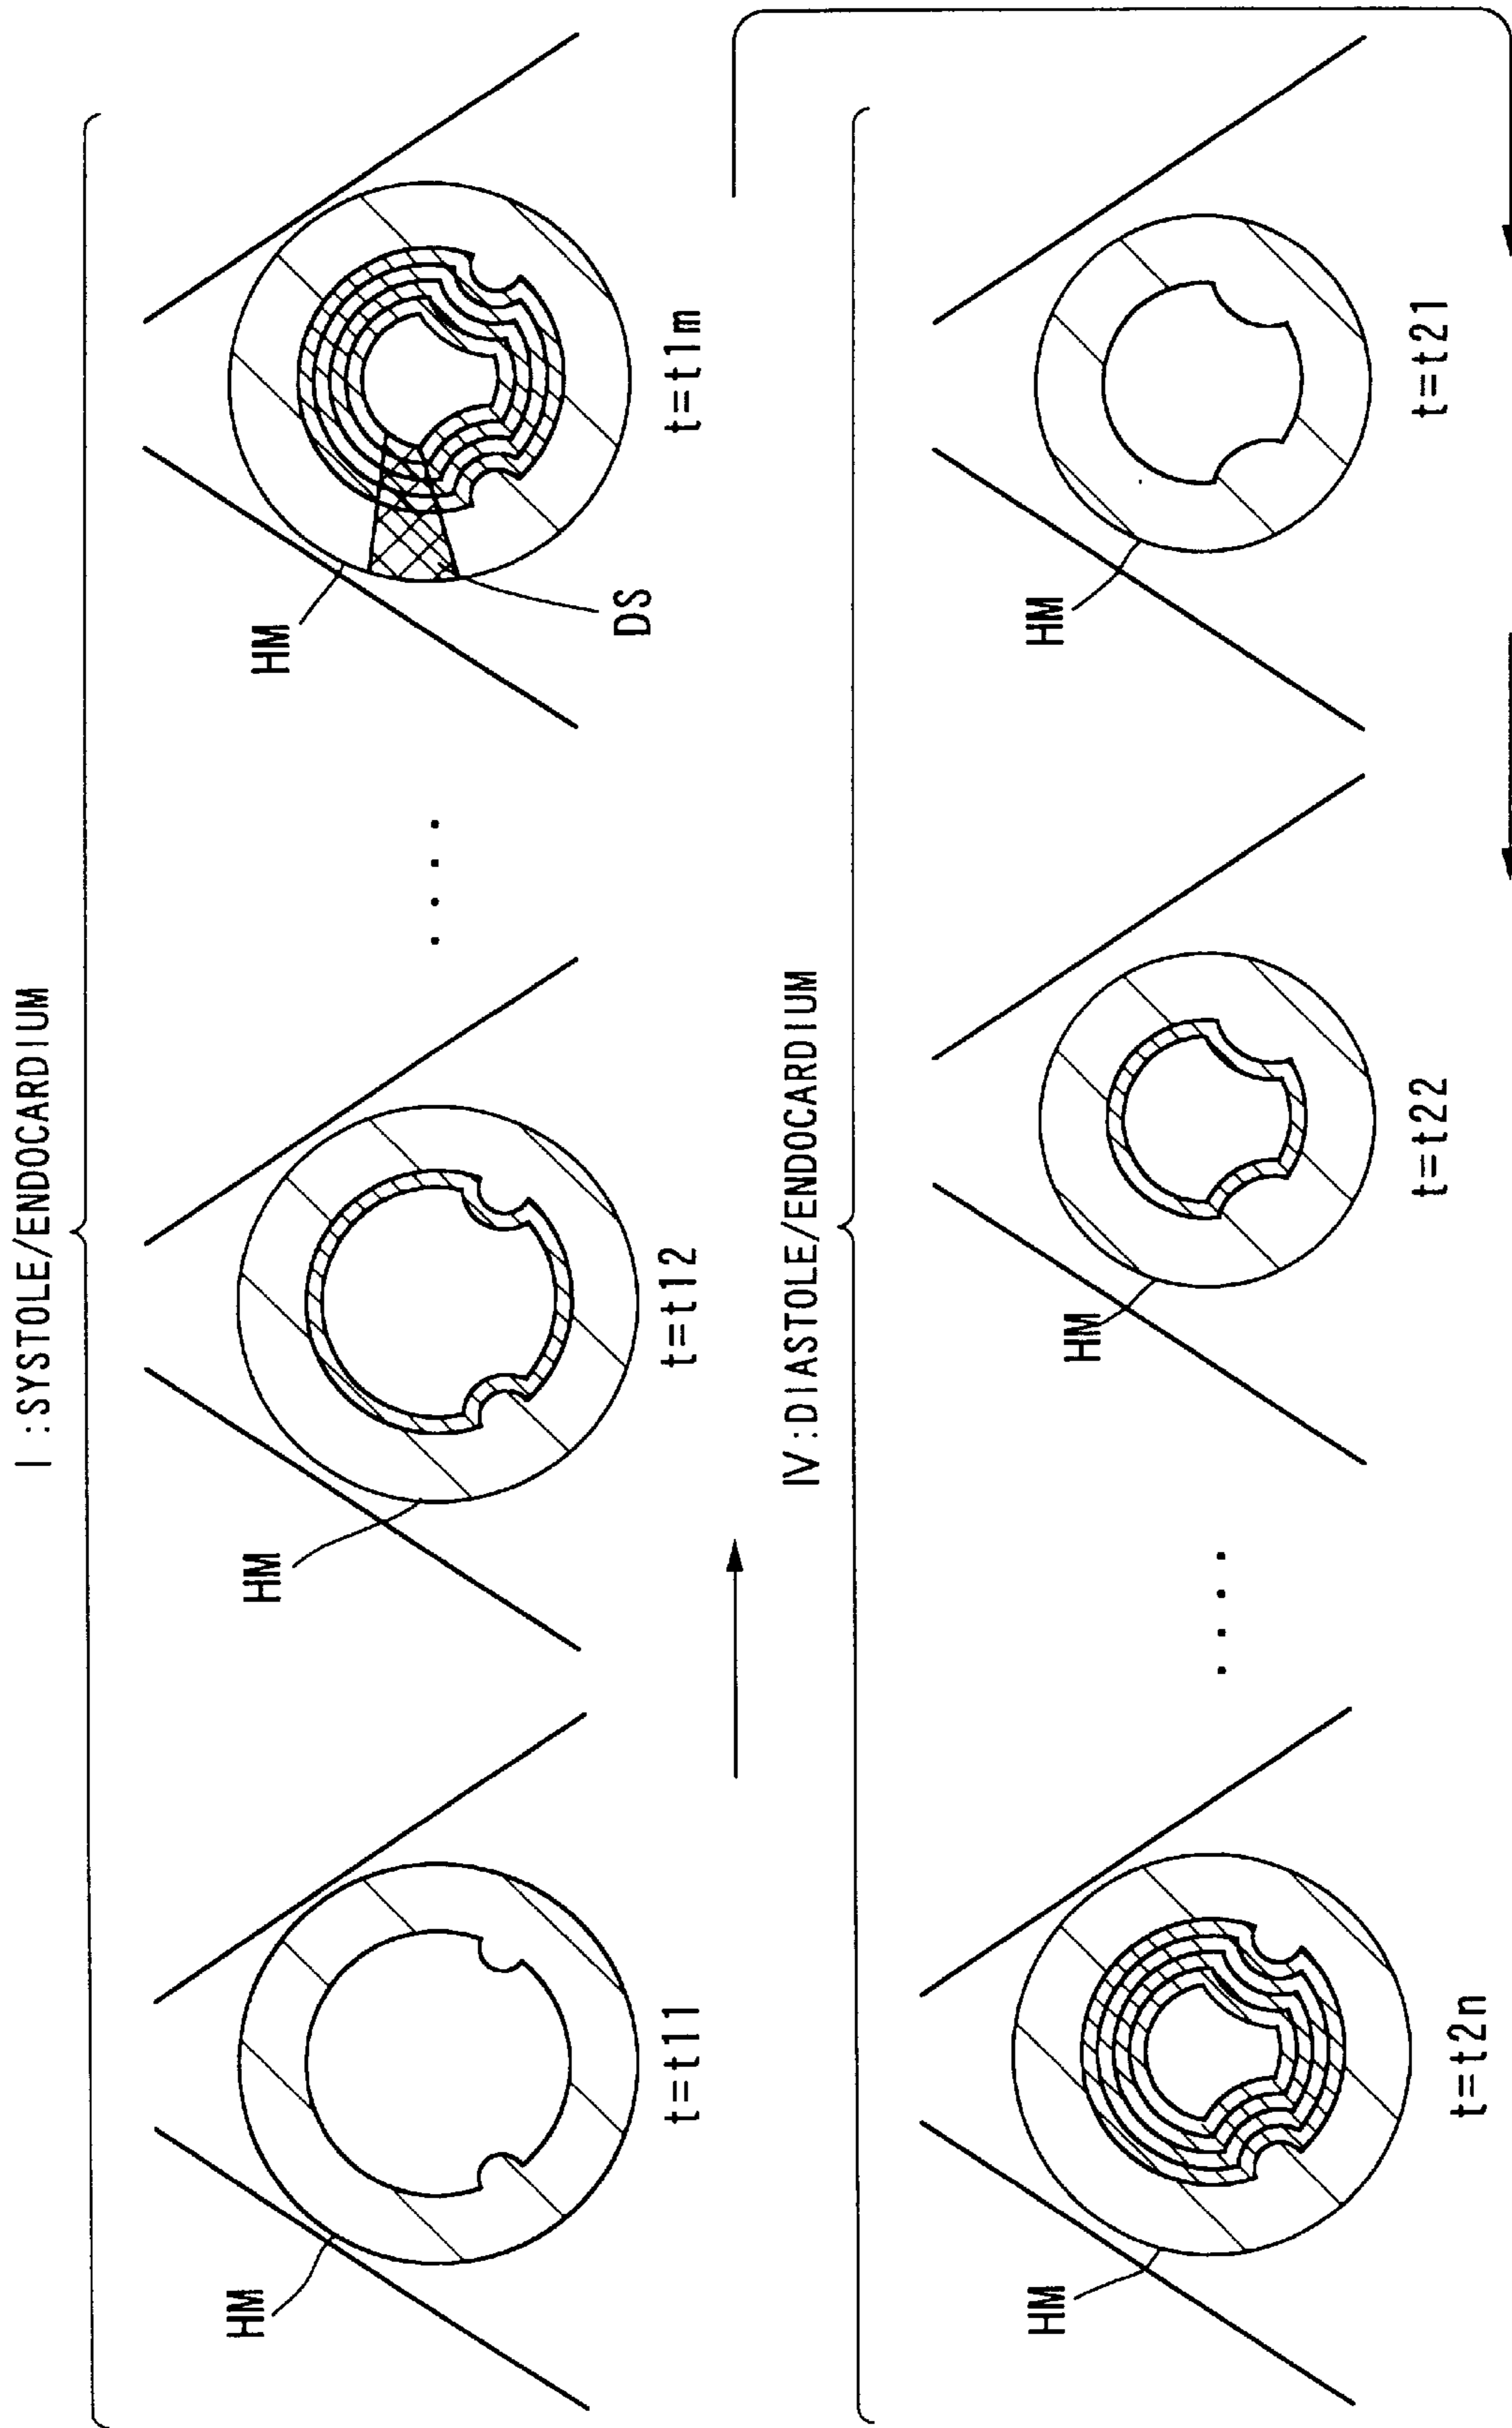 I :SYSTOLE/ENDOCARDIUM
HM
HM
HM
DS
t=t11
t=t12
t=t1m
IV:DIASTOLE/ENDOCARDIUM
HM
HM
HM
t=t2n
t=t22
t=t21